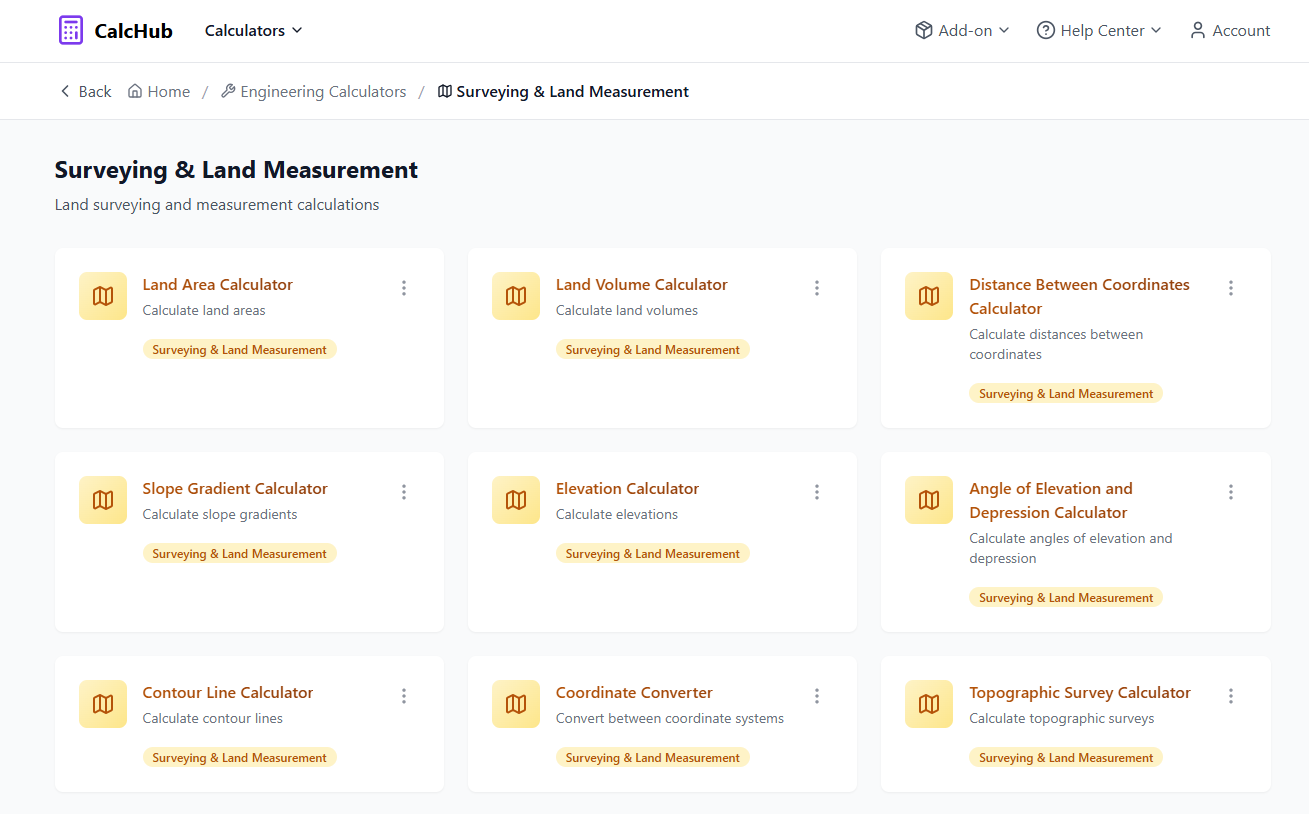 CalcHub Calculators Add-on Help Center Account
Back Home / Engineering Calculators / Surveying & Land Measurement
Surveying & Land Measurement
Land surveying and measurement calculations
Land Area Calculator
Calculate land areas
Surveying & Land Measurement
Land Volume Calculator
Calculate land volumes
Surveying & Land Measurement
Distance Between Coordinates
Calculator
Calculate distances between
coordinates
Surveying & Land Measurement
Slope Gradient Calculator
Calculate slope gradients
Surveying & Land Measurement
Elevation Calculator
Calculate elevations
Surveying & Land Measurement
Angle of Elevation and
Depression Calculator
Calculate angles of elevation and
depression
Surveying & Land Measurement
Contour Line Calculator
Calculate contour lines
Surveying & Land Measurement
Coordinate Converter
Convert between coordinate systems
Surveying & Land Measurement
Topographic Survey Calculator
Calculate topographic surveys
Surveying & Land Measurement